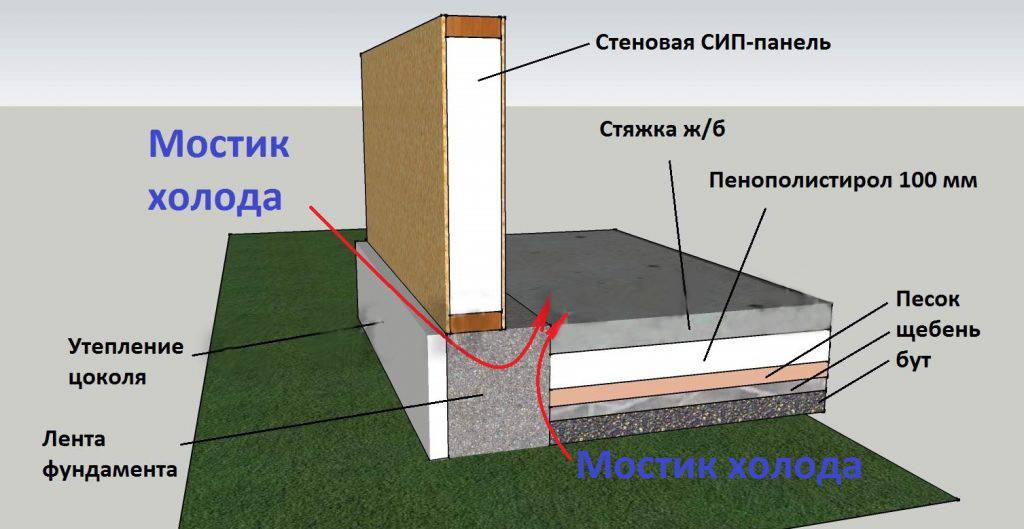 Стеновая СИП-панель
Мостик
холода
Стяжка ж/б
Пенополистирол 100 мм
Песок
щебень
бут
Утепление
цоколя
Лента
фундамента
Мостик холода